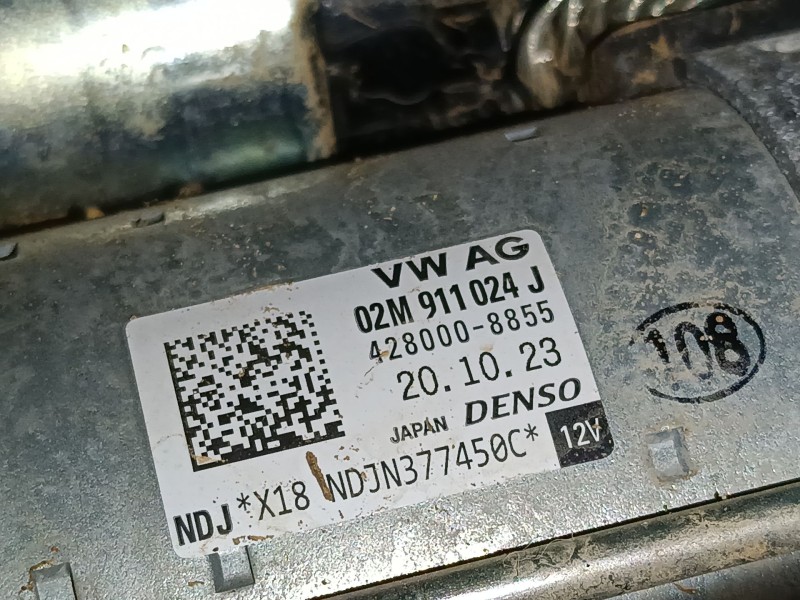 VW AG
02M 911 024 J
428000-8855
20.10.23
JAPAN DENSO
NDJ *X18 NDJN377450C* 12V
108